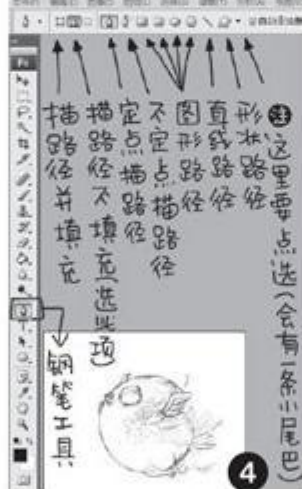 描路径并填充
描路径不填充(选此项)
定点描路径
不定点描路径
图形路径
直线路径
形状路径
注这里要点选(会有一条小尾巴)
钢笔工具
4